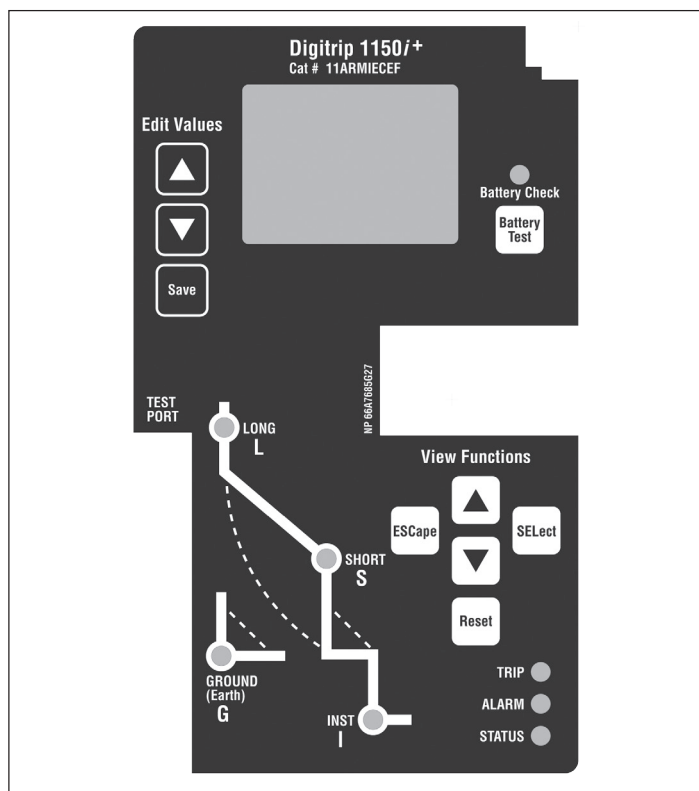 Digitrip 1150i+
Cat # 11ARMIECEF
Edit Values
Save
Battery Check
Battery
Test
TEST
PORT
NP 66A7685G27
LONG
L
View Functions
ESCape
SELect
SHORT
S
Reset
GROUND
(Earth)
G
INST
I
TRIP
ALARM
STATUS